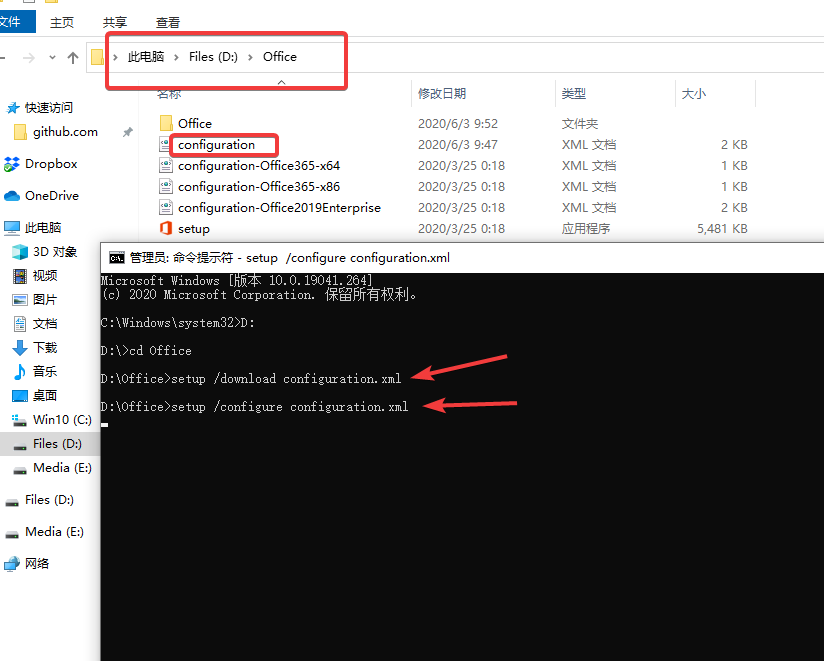 文件 主页 共享 查看
此电脑 › Files (D:) › Office
名称 修改日期 类型 大小
快速访问
github.com
Dropbox
OneDrive
此电脑
3D 对象
视频
图片
文档
下载
音乐
桌面
Win10 (C:)
Files (D:)
Media (E:)
Files (D:)
Media (E:)
网络
Office 2020/6/3 9:52 文件夹
configuration 2020/6/3 9:47 XML 文档 2 KB
configuration-Office365-x64 2020/3/25 0:18 XML 文档 1 KB
configuration-Office365-x86 2020/3/25 0:18 XML 文档 1 KB
configuration-Office2019Enterprise 2020/3/25 0:18 XML 文档 2 KB
setup 2020/3/25 0:18 应用程序 5,481 KB
管理员: 命令提示符 - setup /configure configuration.xml
Microsoft Windows [版本 10.0.19041.264]
(c) 2020 Microsoft Corporation. 保留所有权利。
C:\Windows\system32>D:
D:\>cd Office
D:\Office>setup /download configuration.xml
D:\Office>setup /configure configuration.xml